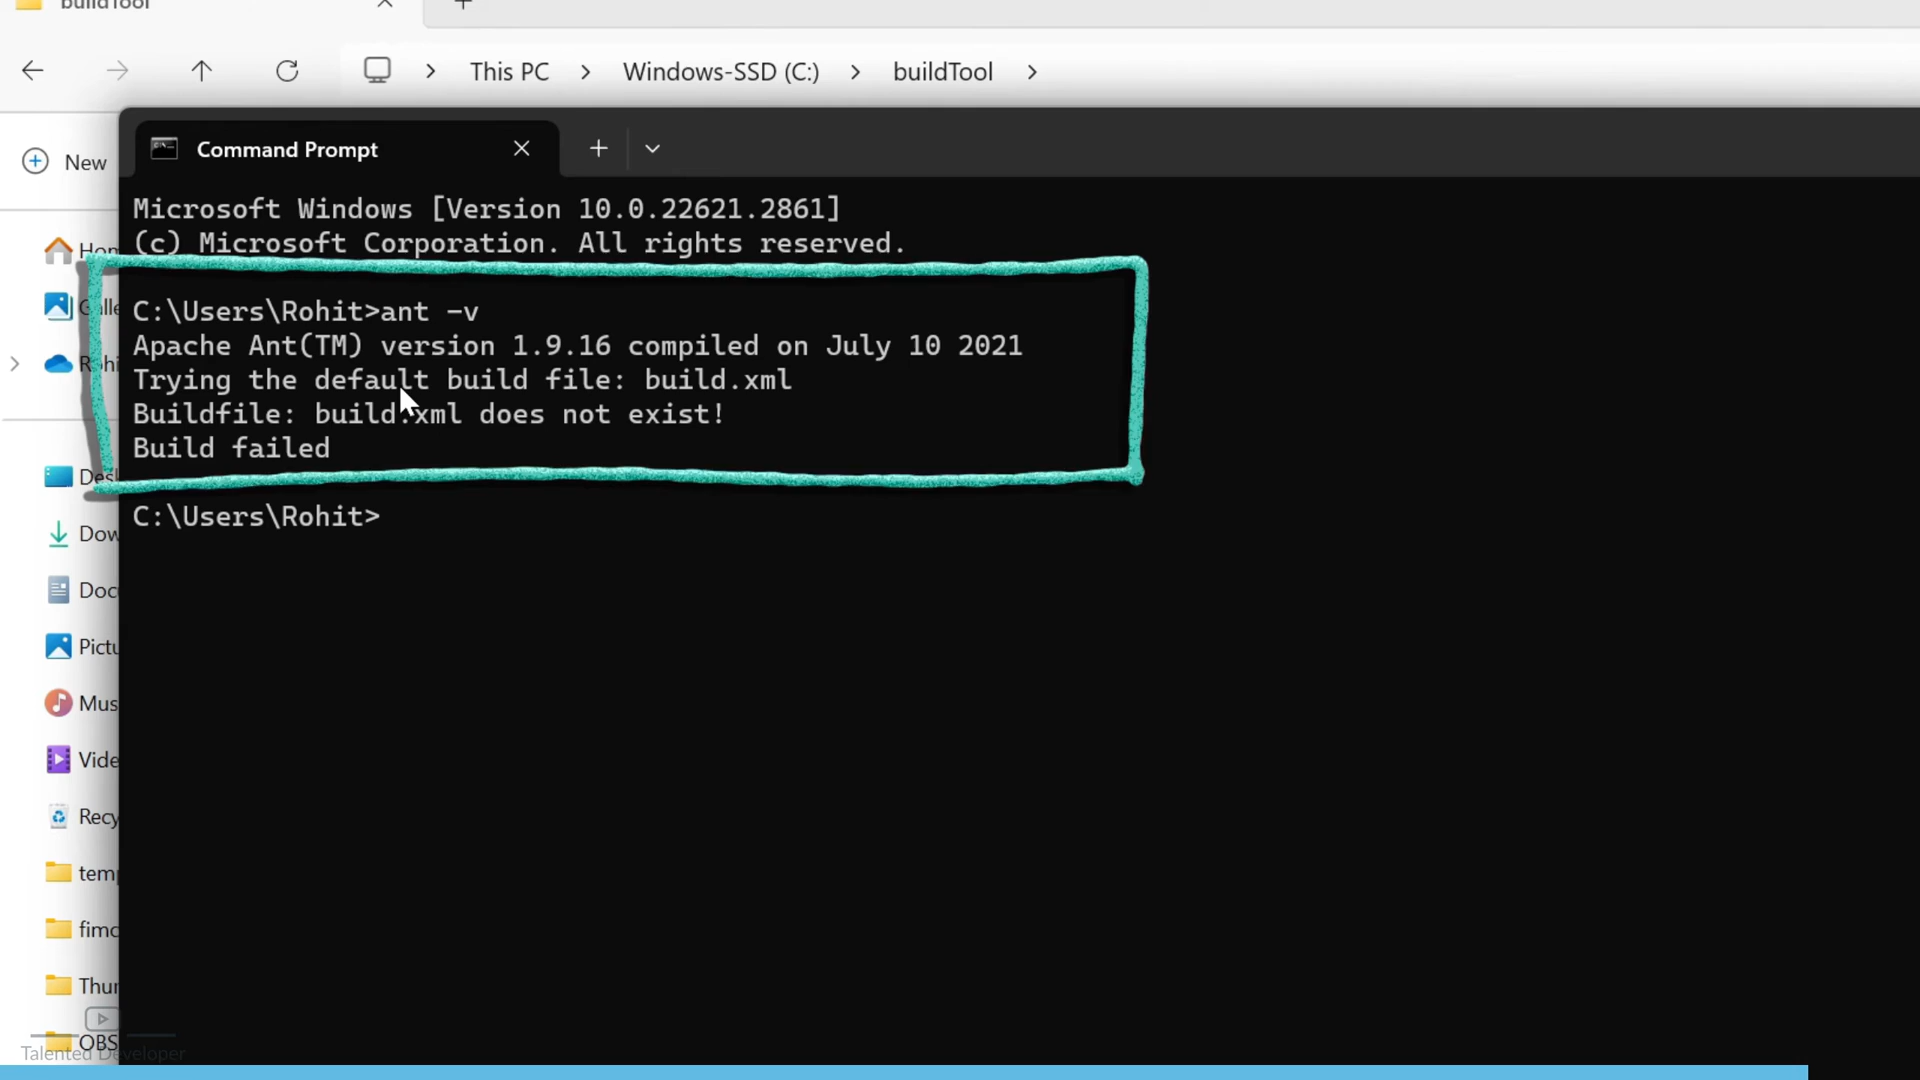 buildTool
This PC > Windows-SSD (C:) > buildTool >
New
Command Prompt
Microsoft Windows [Version 10.0.22621.2861]
(c) Microsoft Corporation. All rights reserved.
C:\Users\Rohit>ant -v
Apache Ant(TM) version 1.9.16 compiled on July 10 2021
Trying the default build file: build.xml
Buildfile: build.xml does not exist!
Build failed
C:\Users\Rohit>
Hom
Galle
Rohi
Desk
Dow
Docu
Pictu
Mus
Vide
Recy
temp
fimo
Thun
OBS
Talented Developer